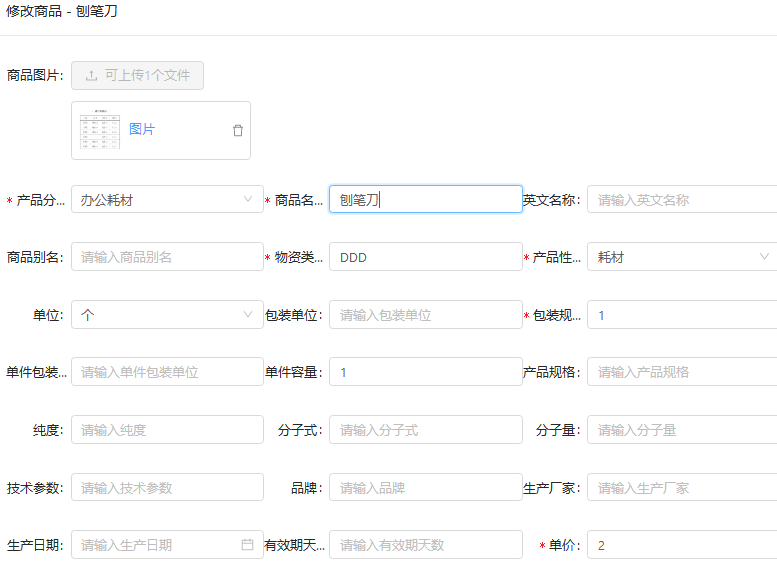 修改商品 - 刨笔刀
商品图片: 可上传1个文件
图片
* 产品分... 办公耗材 * 商品名... 刨笔刀 英文名称: 请输入英文名称
商品别名: 请输入商品别名 * 物资类... DDD * 产品性... 耗材
单位: 个 包装单位: 请输入包装单位 * 包装规... 1
单件包装... 请输入单件包装单位 单件容量: 1 产品规格: 请输入产品规格
纯度: 请输入纯度 分子式: 请输入分子式 分子量: 请输入分子量
技术参数: 请输入技术参数 品牌: 请输入品牌 生产厂家: 请输入生产厂家
生产日期: 请输入生产日期 有效期天... 请输入有效期天数 * 单价: 2